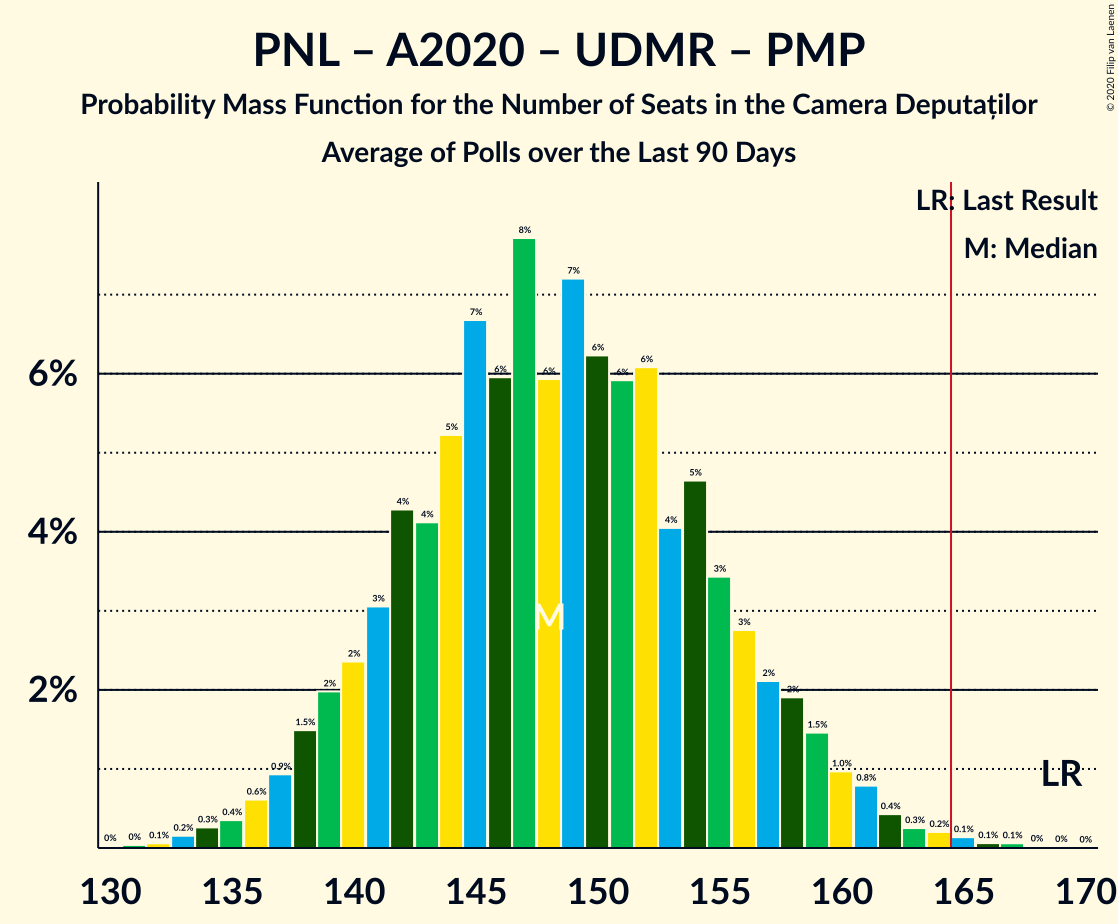 PNL – A2020 – UDMR – PMP
Probability Mass Function for the Number of Seats in the Camera Deputaților
Average of Polls over the Last 90 Days
© 2020 Filip van Laenen
LR: Last Result
M: Median
8%
7%
7%
6%
6%
6%
6%
6%
6%
5%
5%
4%
4%
4%
4%
3%
3%
3%
M
2%
2%
2%
2%
2%
1.5%
1.5%
0.9%
1.0%
0.8%
LR
0% 0% 0.1% 0.2% 0.3% 0.4% 0.6% 0.4% 0.3% 0.2% 0.1% 0.1% 0.1% 0% 0% 0%
130 135 140 145 150 155 160 165 170